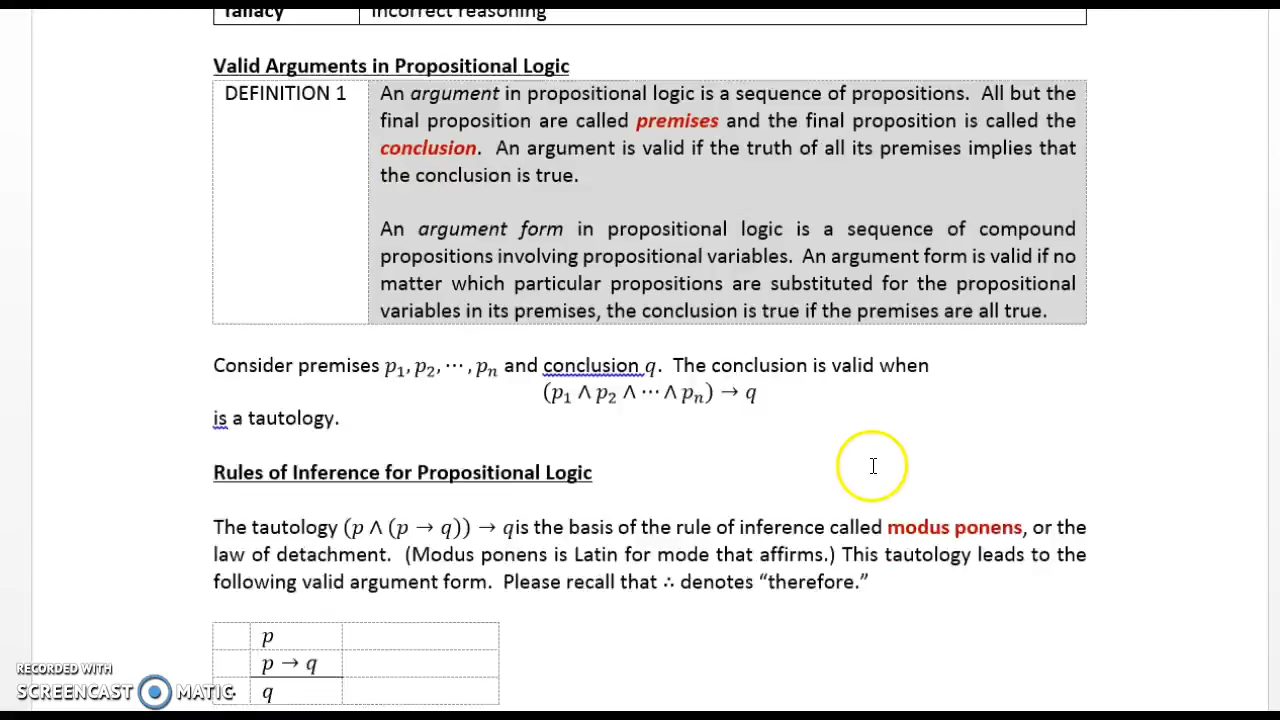 fallacy Incorrect reasoning
Valid Arguments in Propositional Logic
DEFINITION 1 An argument in propositional logic is a sequence of propositions. All but the
final proposition are called premises and the final proposition is called the
conclusion. An argument is valid if the truth of all its premises implies that
the conclusion is true.
An argument form in propositional logic is a sequence of compound
propositions involving propositional variables. An argument form is valid if no
matter which particular propositions are substituted for the propositional
variables in its premises, the conclusion is true if the premises are all true.
Consider premises p₁, p₂, ⋯, pₙ and conclusion q. The conclusion is valid when
(p₁ ∧ p₂ ∧ ⋯ ∧ pₙ) → q
is a tautology.
Rules of Inference for Propositional Logic
The tautology (p ∧ (p → q)) → q is the basis of the rule of inference called modus ponens, or the
law of detachment. (Modus ponens is Latin for mode that affirms.) This tautology leads to the
following valid argument form. Please recall that ∴ denotes “therefore.”
p
p → q
q
RECORDED WITH
SCREENCAST MATIC